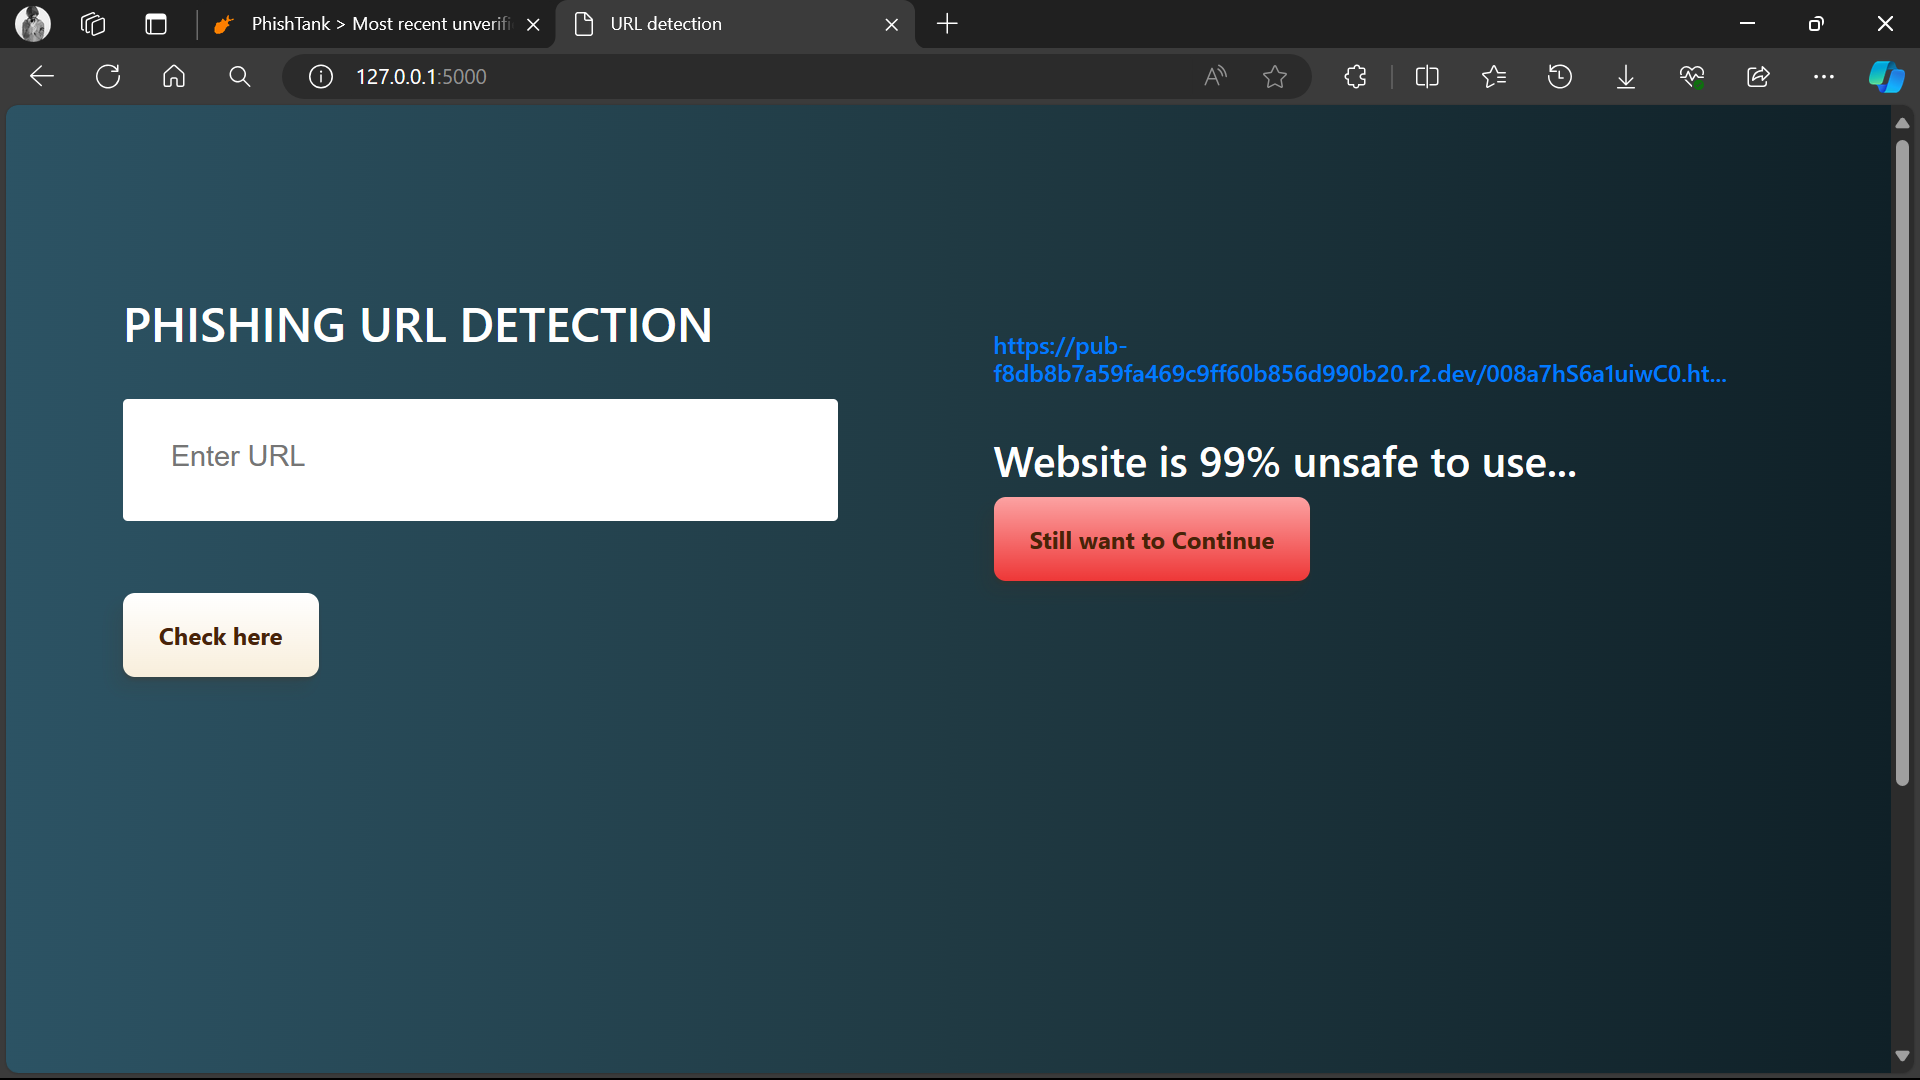 PhishTank > Most recent unverifi
URL detection
127.0.0.1:5000
PHISHING URL DETECTION
Enter URL
Check here
https://pub-
f8db8b7a59fa469c9ff60b856d990b20.r2.dev/008a7hS6a1uiwC0.ht...
Website is 99% unsafe to use...
Still want to Continue